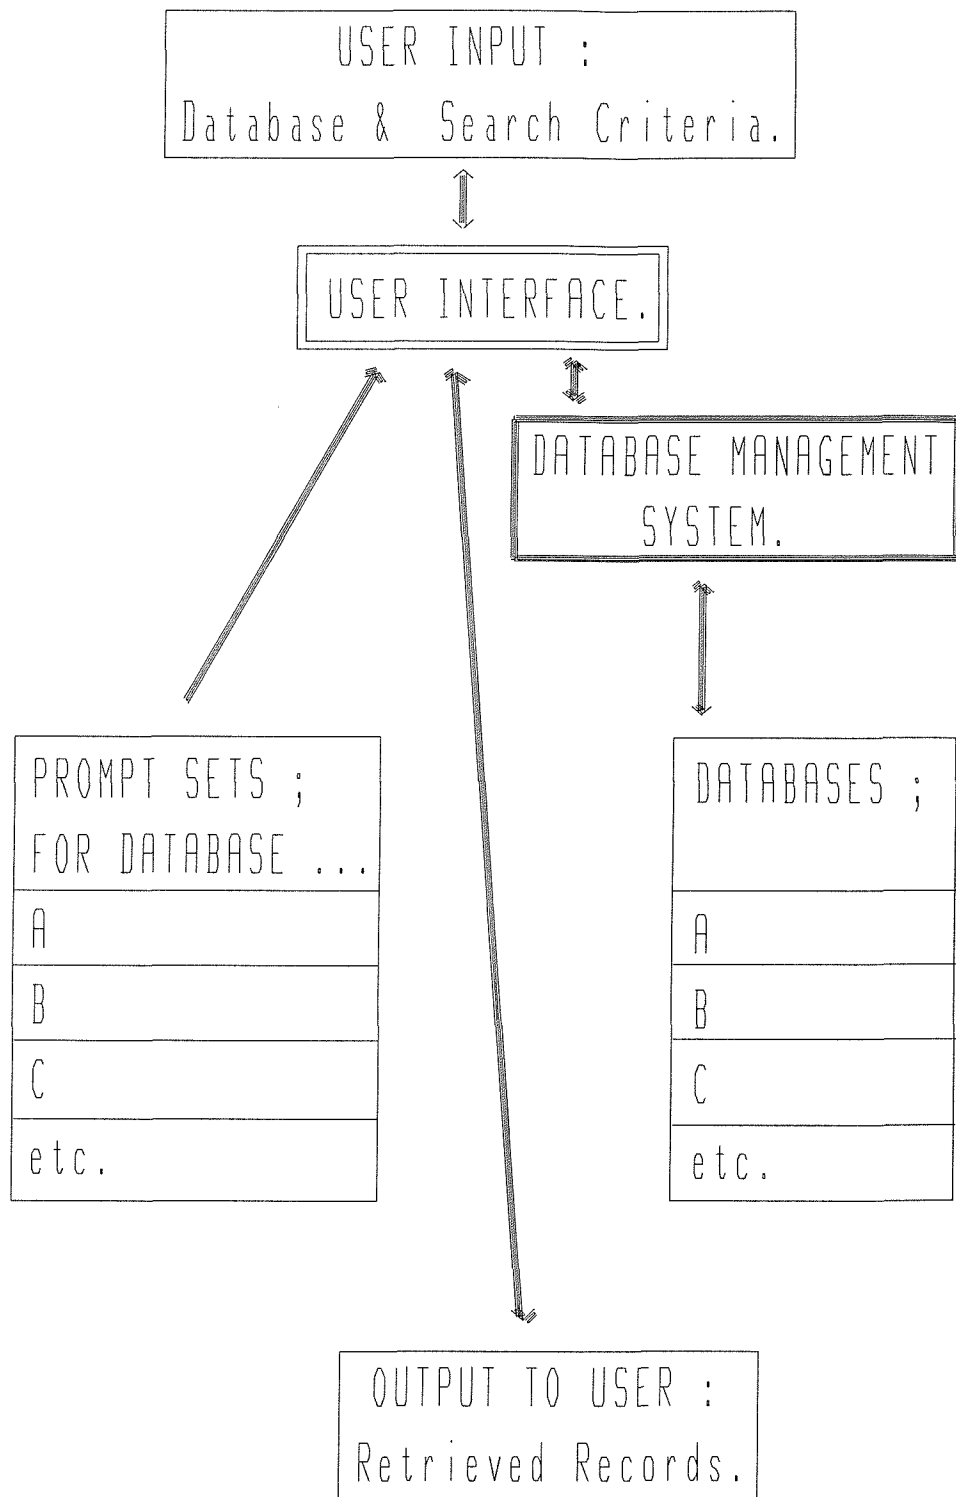 USER INPUT :
Database & Search Criteria.
USER INTERFACE.
DATABASE MANAGEMENT
SYSTEM.
PROMPT SETS ;
FOR DATABASE ...
A
B
C
etc.
DATABASES ;
A
B
C
etc.
OUTPUT TO USER :
Retrieved Records.